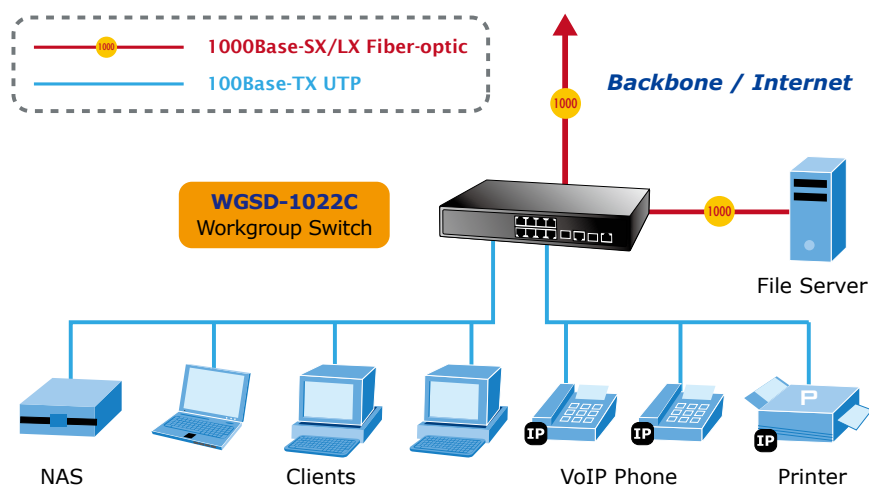 1000 1000Base-SX/LX Fiber-optic
100Base-TX UTP
Backbone / Internet
1000
WGSD-1022C
Workgroup Switch
1000
File Server
IP
IP
P
IP
NAS
Clients
VoIP Phone
Printer